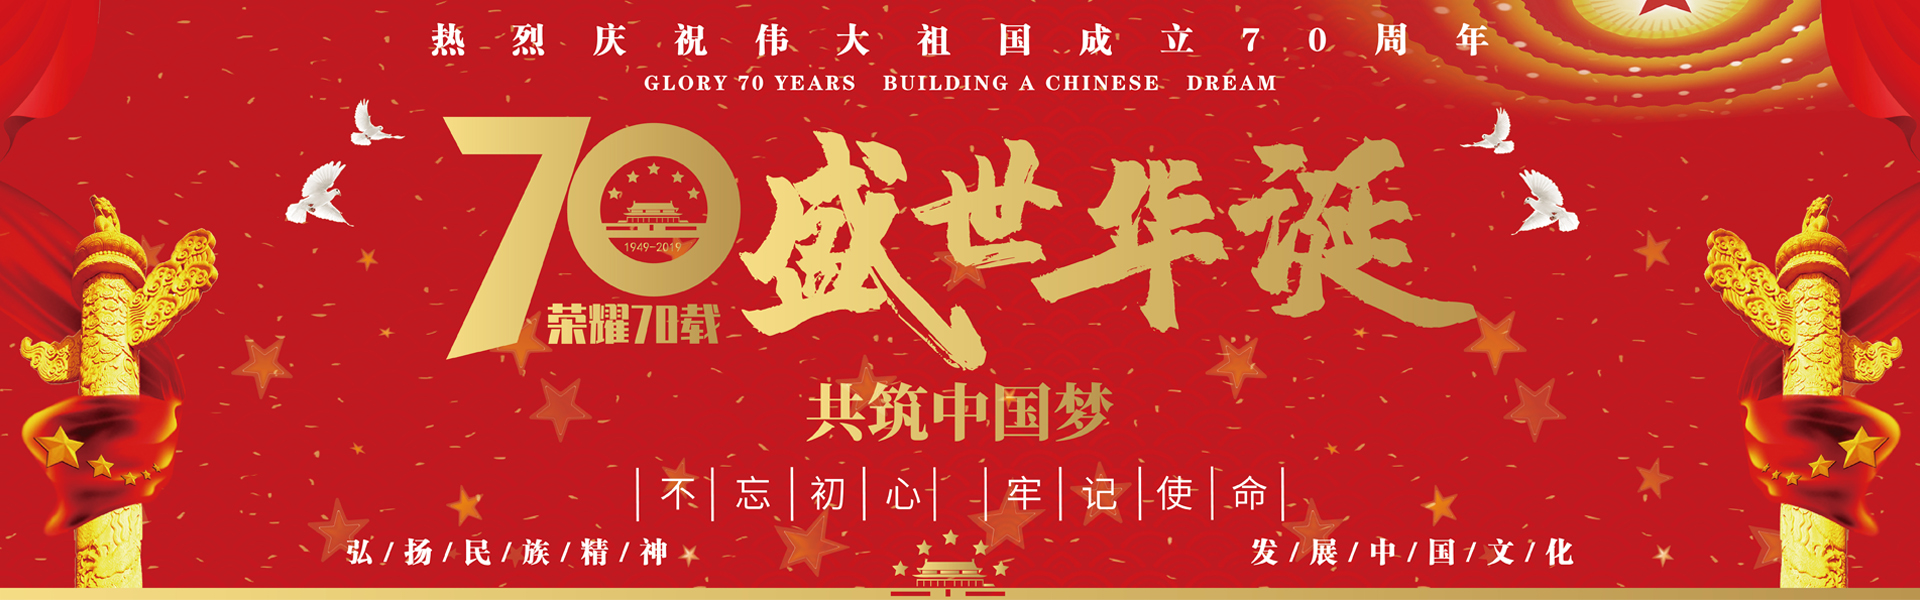 热烈庆祝伟大祖国成立70周年
GLORY 70 YEARS BUILDING A CHINESE DREAM
70
1949-2019
荣耀70载
盛世华诞
共筑中国梦
不忘初心 牢记使命
弘/扬/民/族/精/神
发/展/中/国/文/化